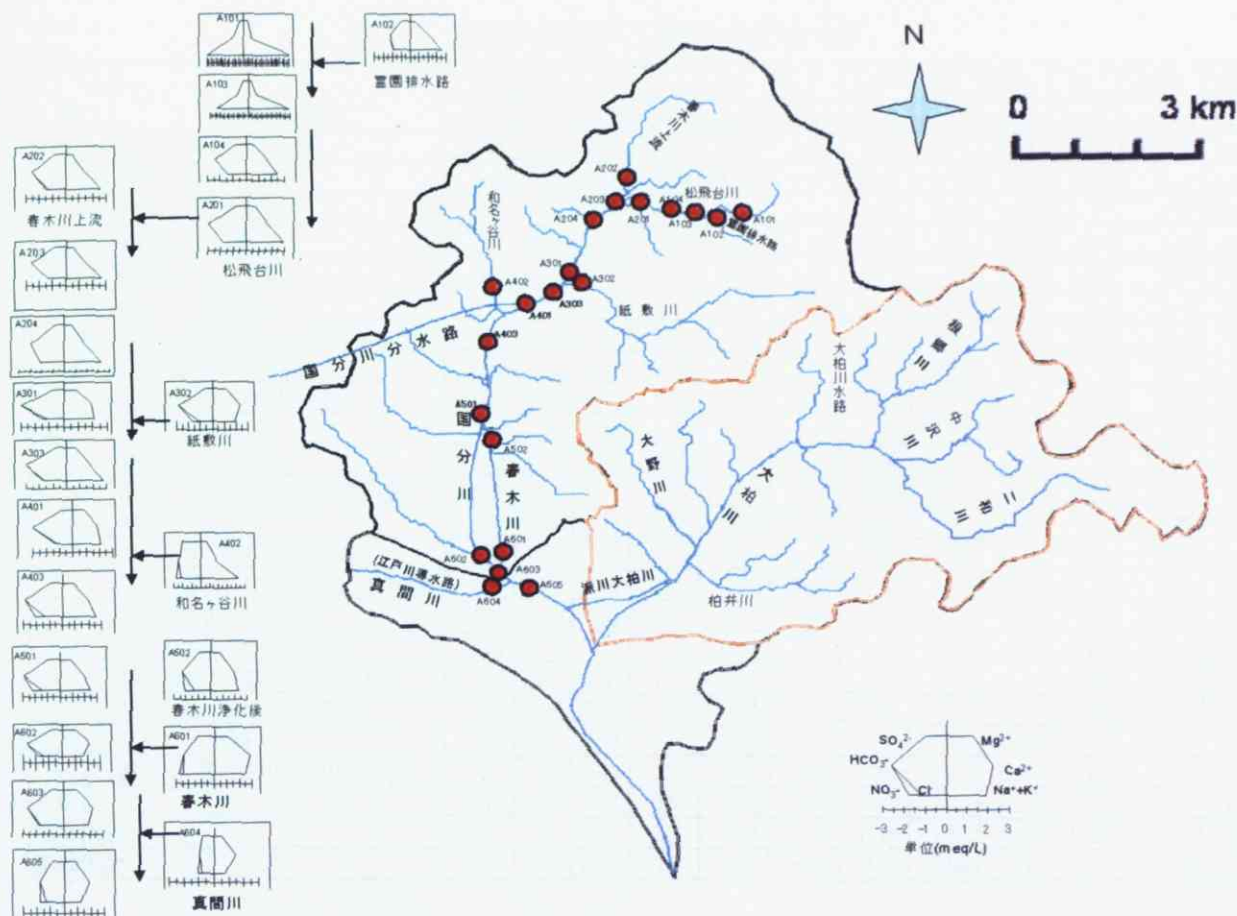 A101
A102
富園排水路
A103
A104
A202
春木川上流
A201
松飛台川
A203
A204
A301
A302
紙敷川
A303
A401
A402
和名ヶ谷川
A403
A501
A502
春木川浄化後
A602
A601
春木川
A603
A604
真間川
A605
N
0 3 km
春木川上流
A202
A203
A201
A104
松飛台川
A103
A101
A102
富園排水路
A204
和名ヶ谷川
A301
A302
A402
A303
A401
紙敷川
国分川分水路
A403
大柏川水路
根郷川
中沢川
二和川
A501
国分川
A502
春木川
大野川
大柏川
A602
A601
(江戸川導水路)
A603
真間川
A604
A605
派川大柏川
柏井川
SO₄²⁻ Mg²⁺
HCO₃⁻ Ca²⁺
NO₃⁻ Cl⁻ Na⁺+K⁺
-3 -2 -1 0 1 2 3
単位(meq/L)